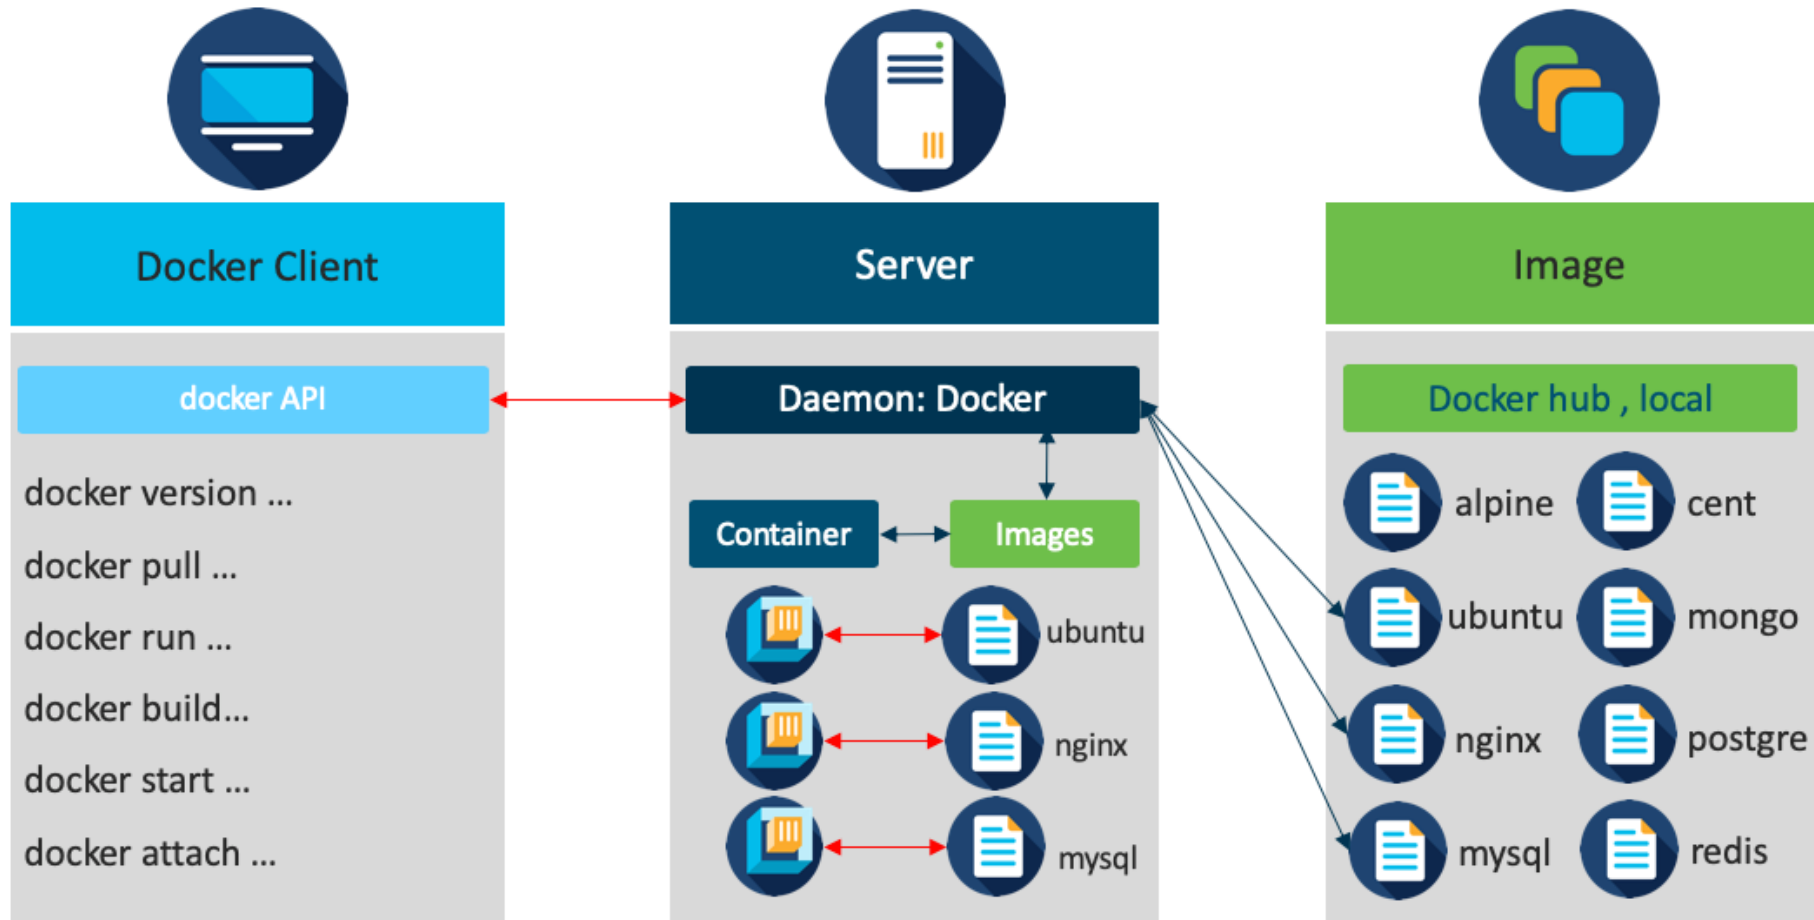 Docker Client
docker API
docker version ...
docker pull ...
docker run ...
docker build...
docker start ...
docker attach ...
Server
Daemon: Docker
Container
Images
ubuntu
nginx
mysql
Image
Docker hub , local
alpine
cent
ubuntu
mongo
nginx
postgre
mysql
redis